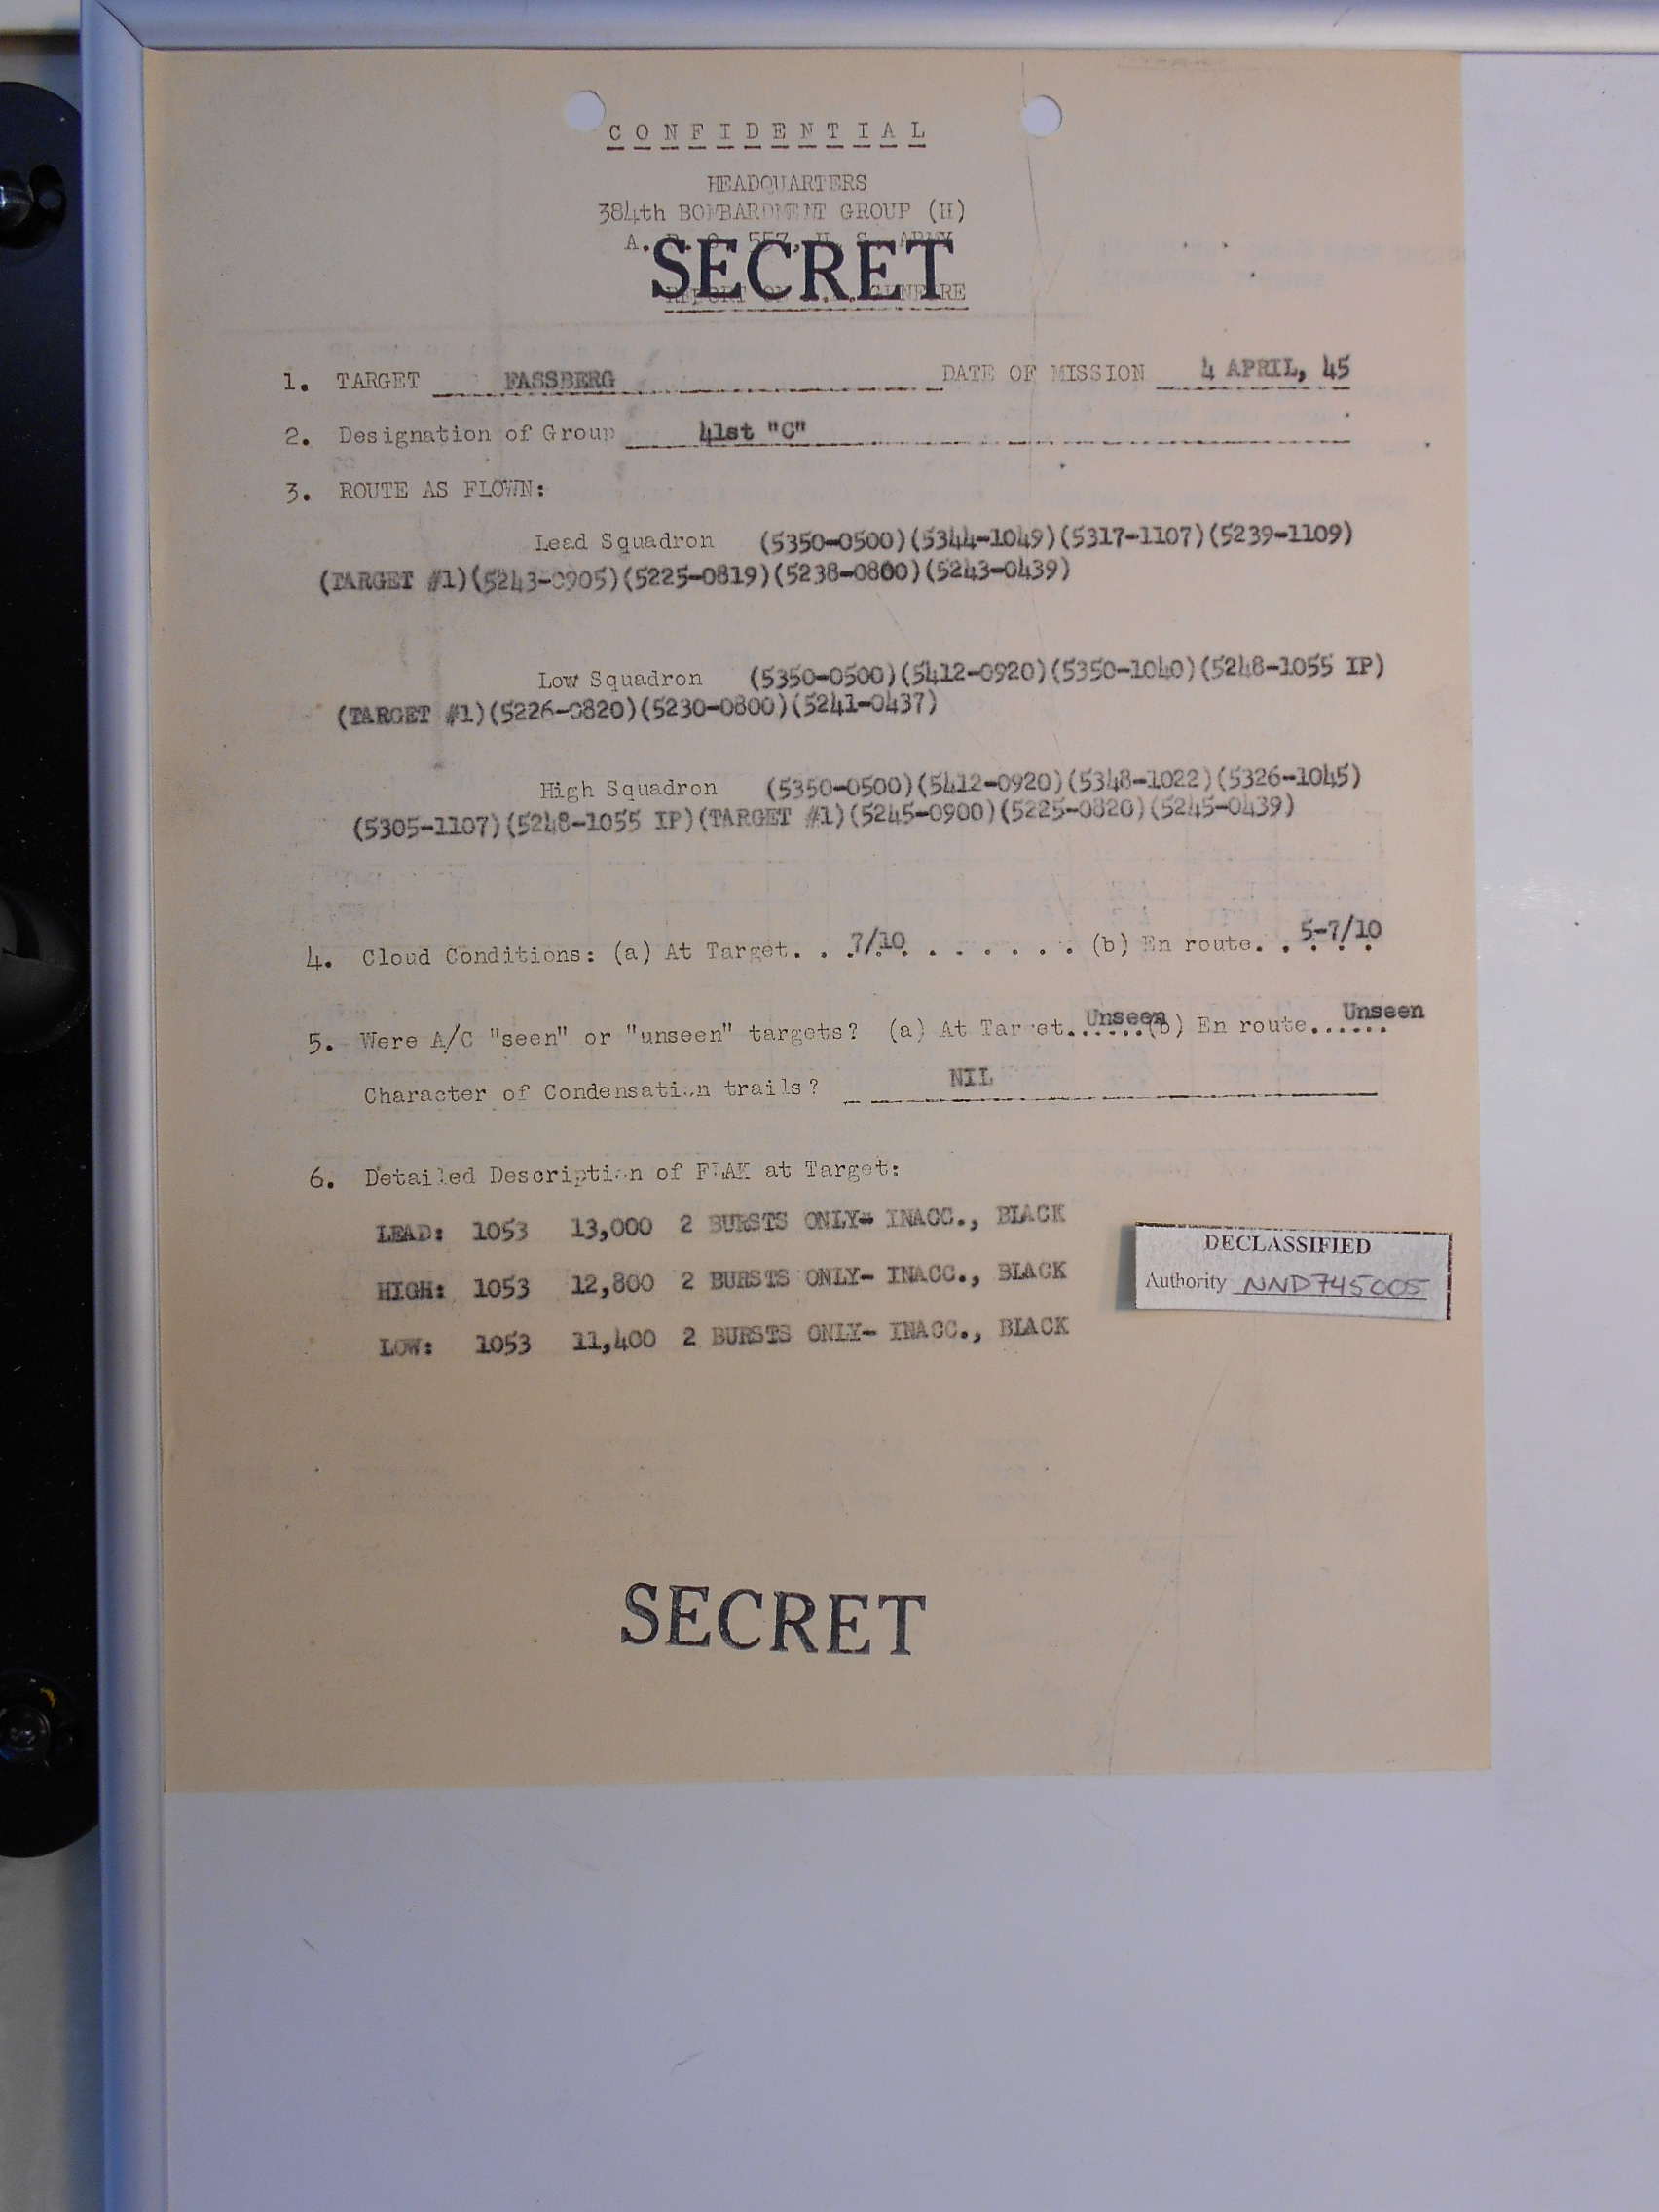 CONFIDENTIAL
HEADQUARTERS
384th BOMBARDMENT GROUP (H)
A. P. O. 557, U. S. ARMY
SECRET
REPORT GUNFIRE
1. TARGET FASSBERG DATE OF MISSION 4 APRIL, 45
2. Designation of Group 41st "C"
3. ROUTE AS FLOWN:
Lead Squadron (5350-0500)(5344-1049)(5317-1107)(5239-1109)
(TARGET #1)(5243-0905)(5225-0819)(5238-0800)(5243-0439)
Low Squadron (5350-0500)(5412-0920)(5350-1040)(5248-1055 IP)
(TARGET #1)(5226-0820)(5230-0800)(5241-0437)
High Squadron (5350-0500)(5412-0920)(5348-1022)(5326-1045)
(5305-1107)(5248-1055 IP)(TARGET #1)(5245-0900)(5225-0820)(5245-0439)
4. Cloud Conditions: (a) At Target. . . 7/10 . . . . . . . (b) En route. . 5-7/10
5. Were A/C "seen" or "unseen" targets? (a) At Target. Unseen (b) En route. Unseen
Character of Condensation trails? NIL
6. Detailed Description of FLAK at Target:
LEAD: 1053 13,000 2 BURSTS ONLY- INACC., BLACK
HIGH: 1053 12,800 2 BURSTS ONLY- INACC., BLACK
LOW: 1053 11,400 2 BURSTS ONLY- INACC., BLACK
DECLASSIFIED
Authority NND745005
SECRET